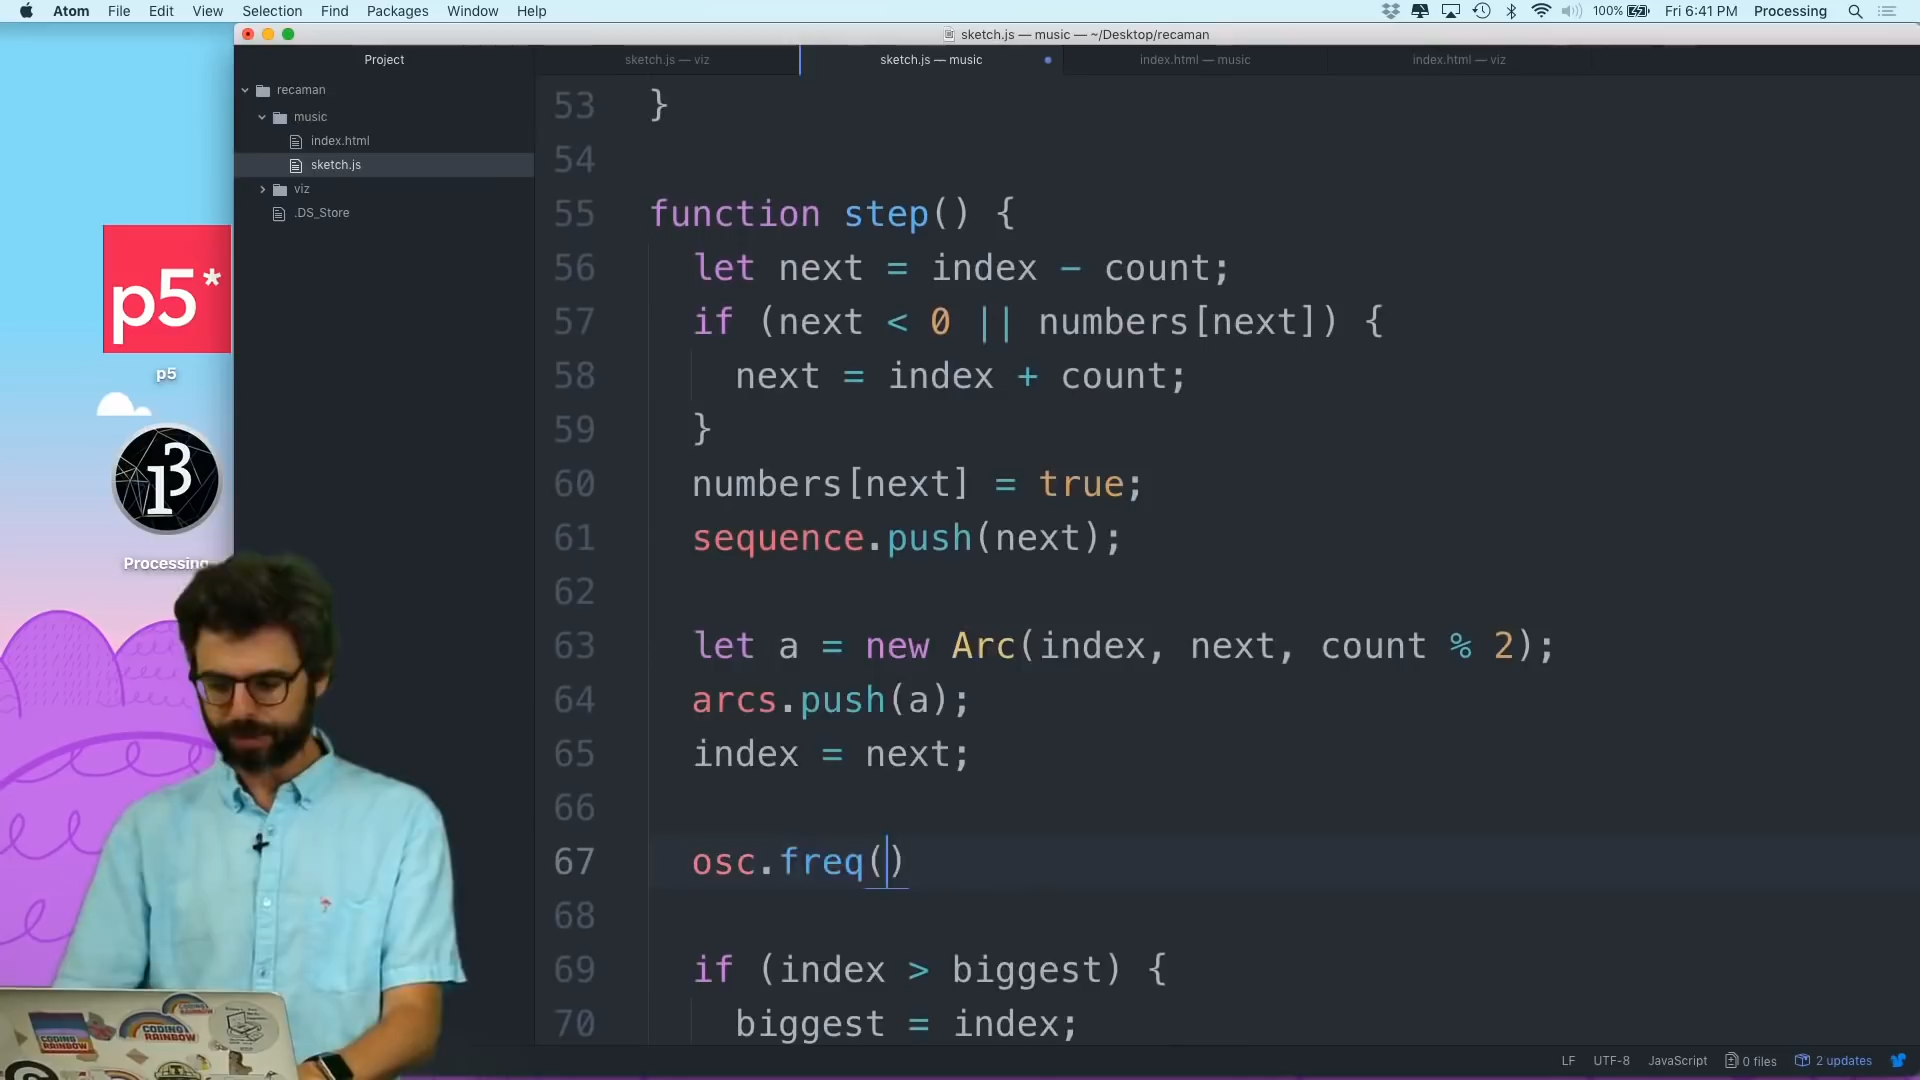 Atom File Edit View Selection Find Packages Window Help
100% Fri 6:41 PM Processing
sketch.js — music — ~/Desktop/recaman
Project
sketch.js — viz
sketch.js — music
index.html — music
index.html — viz
recaman
music
index.html
sketch.js
viz
.DS_Store
p5*
p5
Processing
53 }
54
55 function step() {
56 let next = index - count;
57 if (next < 0 || numbers[next]) {
58 next = index + count;
59 }
60 numbers[next] = true;
61 sequence.push(next);
62
63 let a = new Arc(index, next, count % 2);
64 arcs.push(a);
65 index = next;
66
67 osc.freq()
68
69 if (index > biggest) {
70 biggest = index;
CODING
RAINBOW
CODING
RAINBOW
LF UTF-8 JavaScript 0 files 2 updates